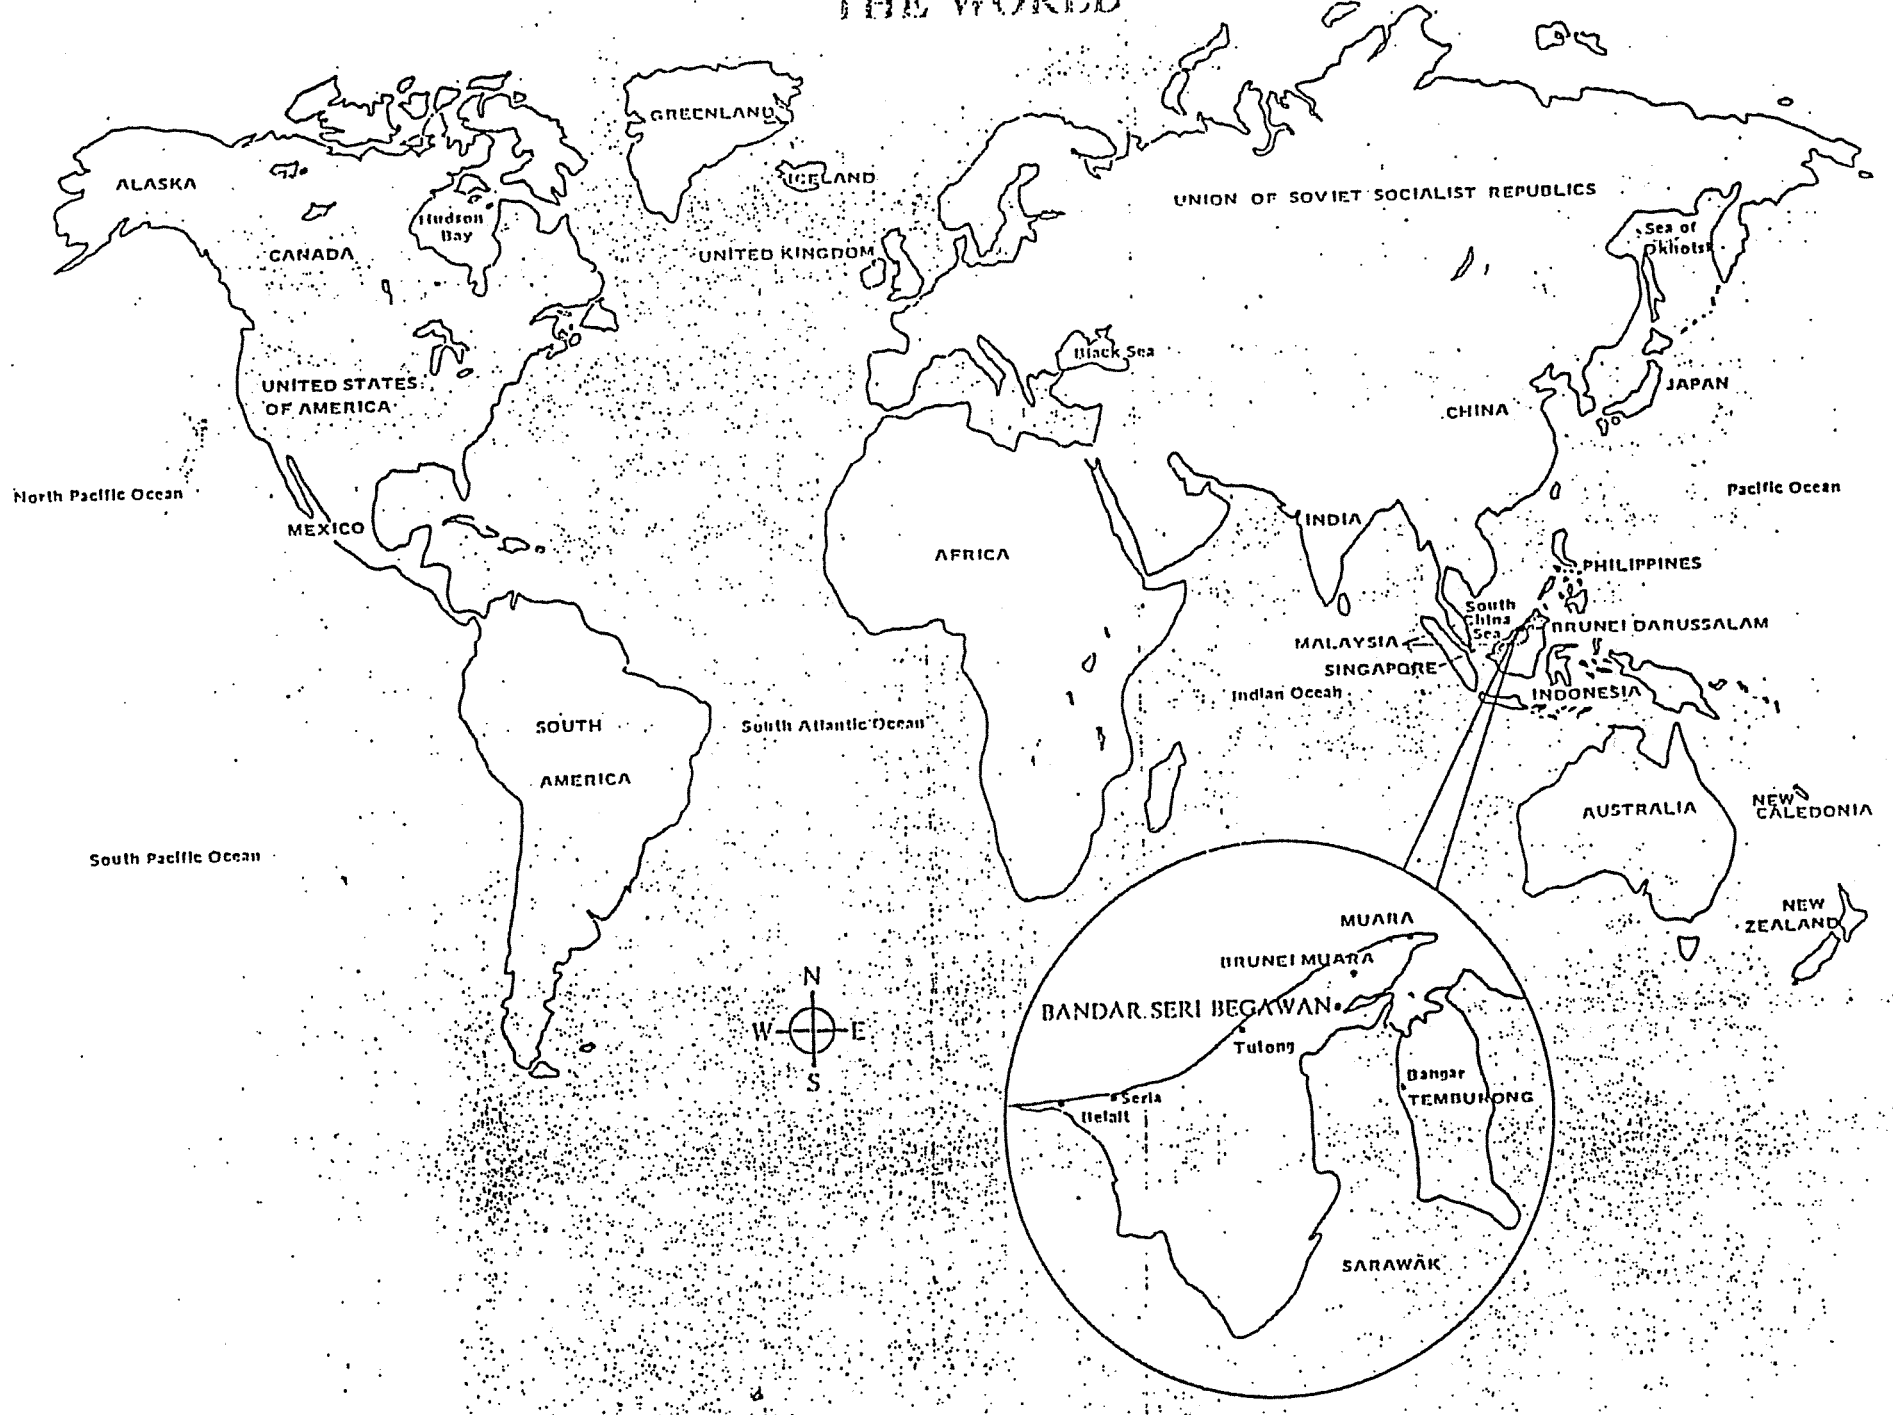 THE WORLD
GREENLAND
ALASKA
ICELAND
UNION OF SOVIET SOCIALIST REPUBLICS
Hudson
Bay
Sea of
Okhotsk
CANADA
UNITED KINGDOM
Black Sea
UNITED STATES
OF AMERICA
JAPAN
CHINA
North Pacific Ocean
Pacific Ocean
MEXICO
INDIA
AFRICA
PHILIPPINES
South
China
Sea
BRUNEI DARUSSALAM
MALAYSIA
SINGAPORE
Indian Ocean
INDONESIA
SOUTH
AMERICA
South Atlantic Ocean
AUSTRALIA
NEW
CALEDONIA
South Pacific Ocean
NEW
ZEALAND
MUARA
BRUNEI MUARA
BANDAR SERI BEGAWAN
Tutong
Bangar
TEMBURONG
Seria
Belait
SARAWAK
N
W E
S